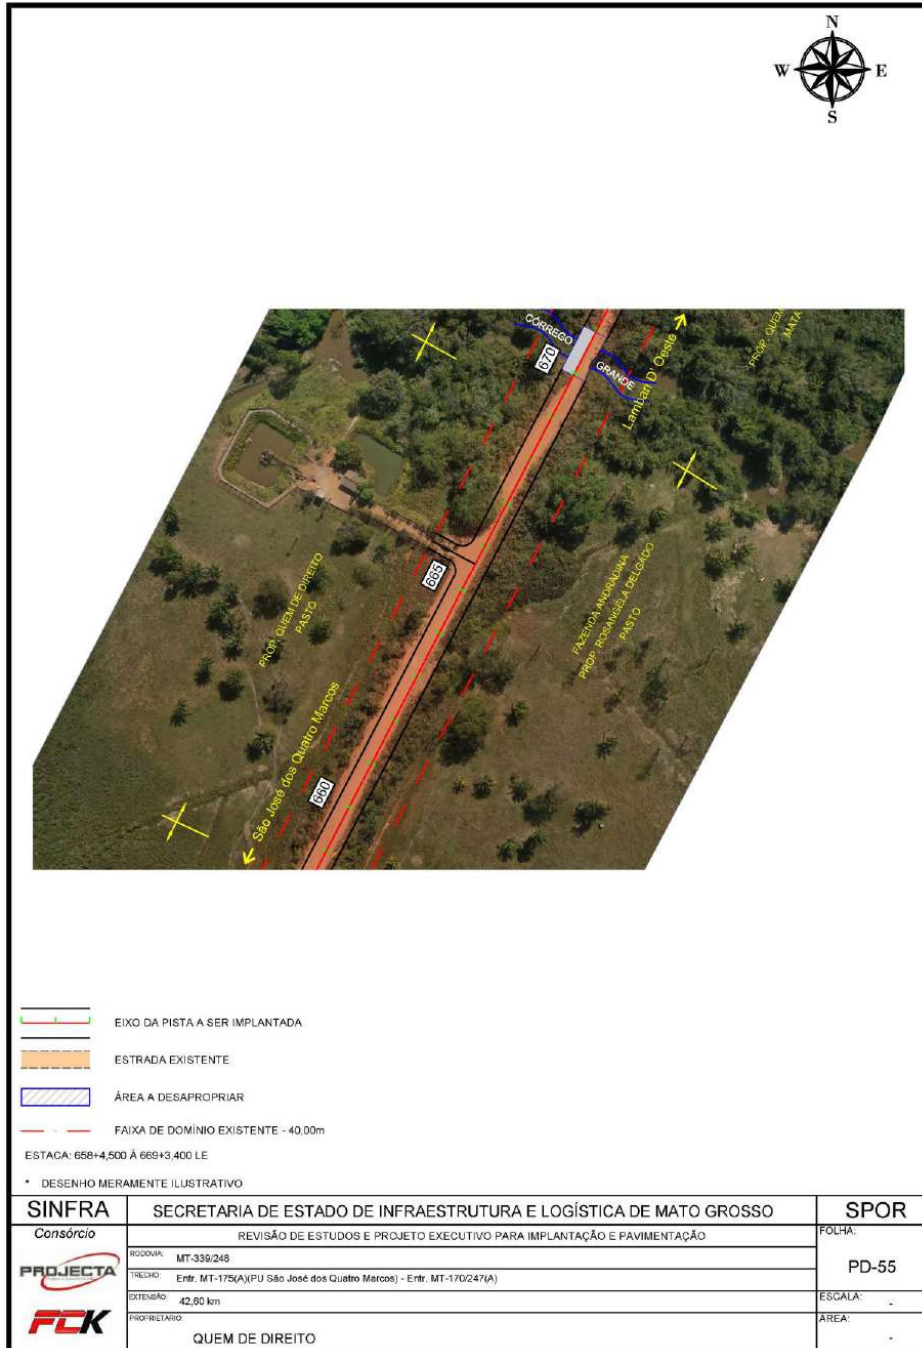 N
W E
S
CÓRREGO
GRANDE
670
Lambari D' Oeste
PROP. QUEM
MATA
665
PROP. QUEM DE DIREITO
PASTO
FAZENDA ANDRADINA
PROP. ROSANGELA DELGADO
PASTO
São José dos Quatro Marcos
660
EIXO DA PISTA A SER IMPLANTADA
ESTRADA EXISTENTE
ÁREA A DESAPROPRIAR
FAIXA DE DOMÍNIO EXISTENTE - 40,00m
ESTACA: 658+4,500 À 669+3,400 LE
* DESENHO MERAMENTE ILUSTRATIVO
SINFRA
SECRETARIA DE ESTADO DE INFRAESTRUTURA E LOGÍSTICA DE MATO GROSSO
SPOR
Consórcio
REVISÃO DE ESTUDOS E PROJETO EXECUTIVO PARA IMPLANTAÇÃO E PAVIMENTAÇÃO
FOLHA:
PD-55
PROJECTA
RODOVIA: MT-339/248
TRECHO: Entr. MT-175(A)(PU São José dos Quatro Marcos) - Entr. MT-170/247(A)
EXTENSÃO: 42,60 km
ESCALA: -
FCK
PROPRIETÁRIO:
QUEM DE DIREITO
ÁREA:
-